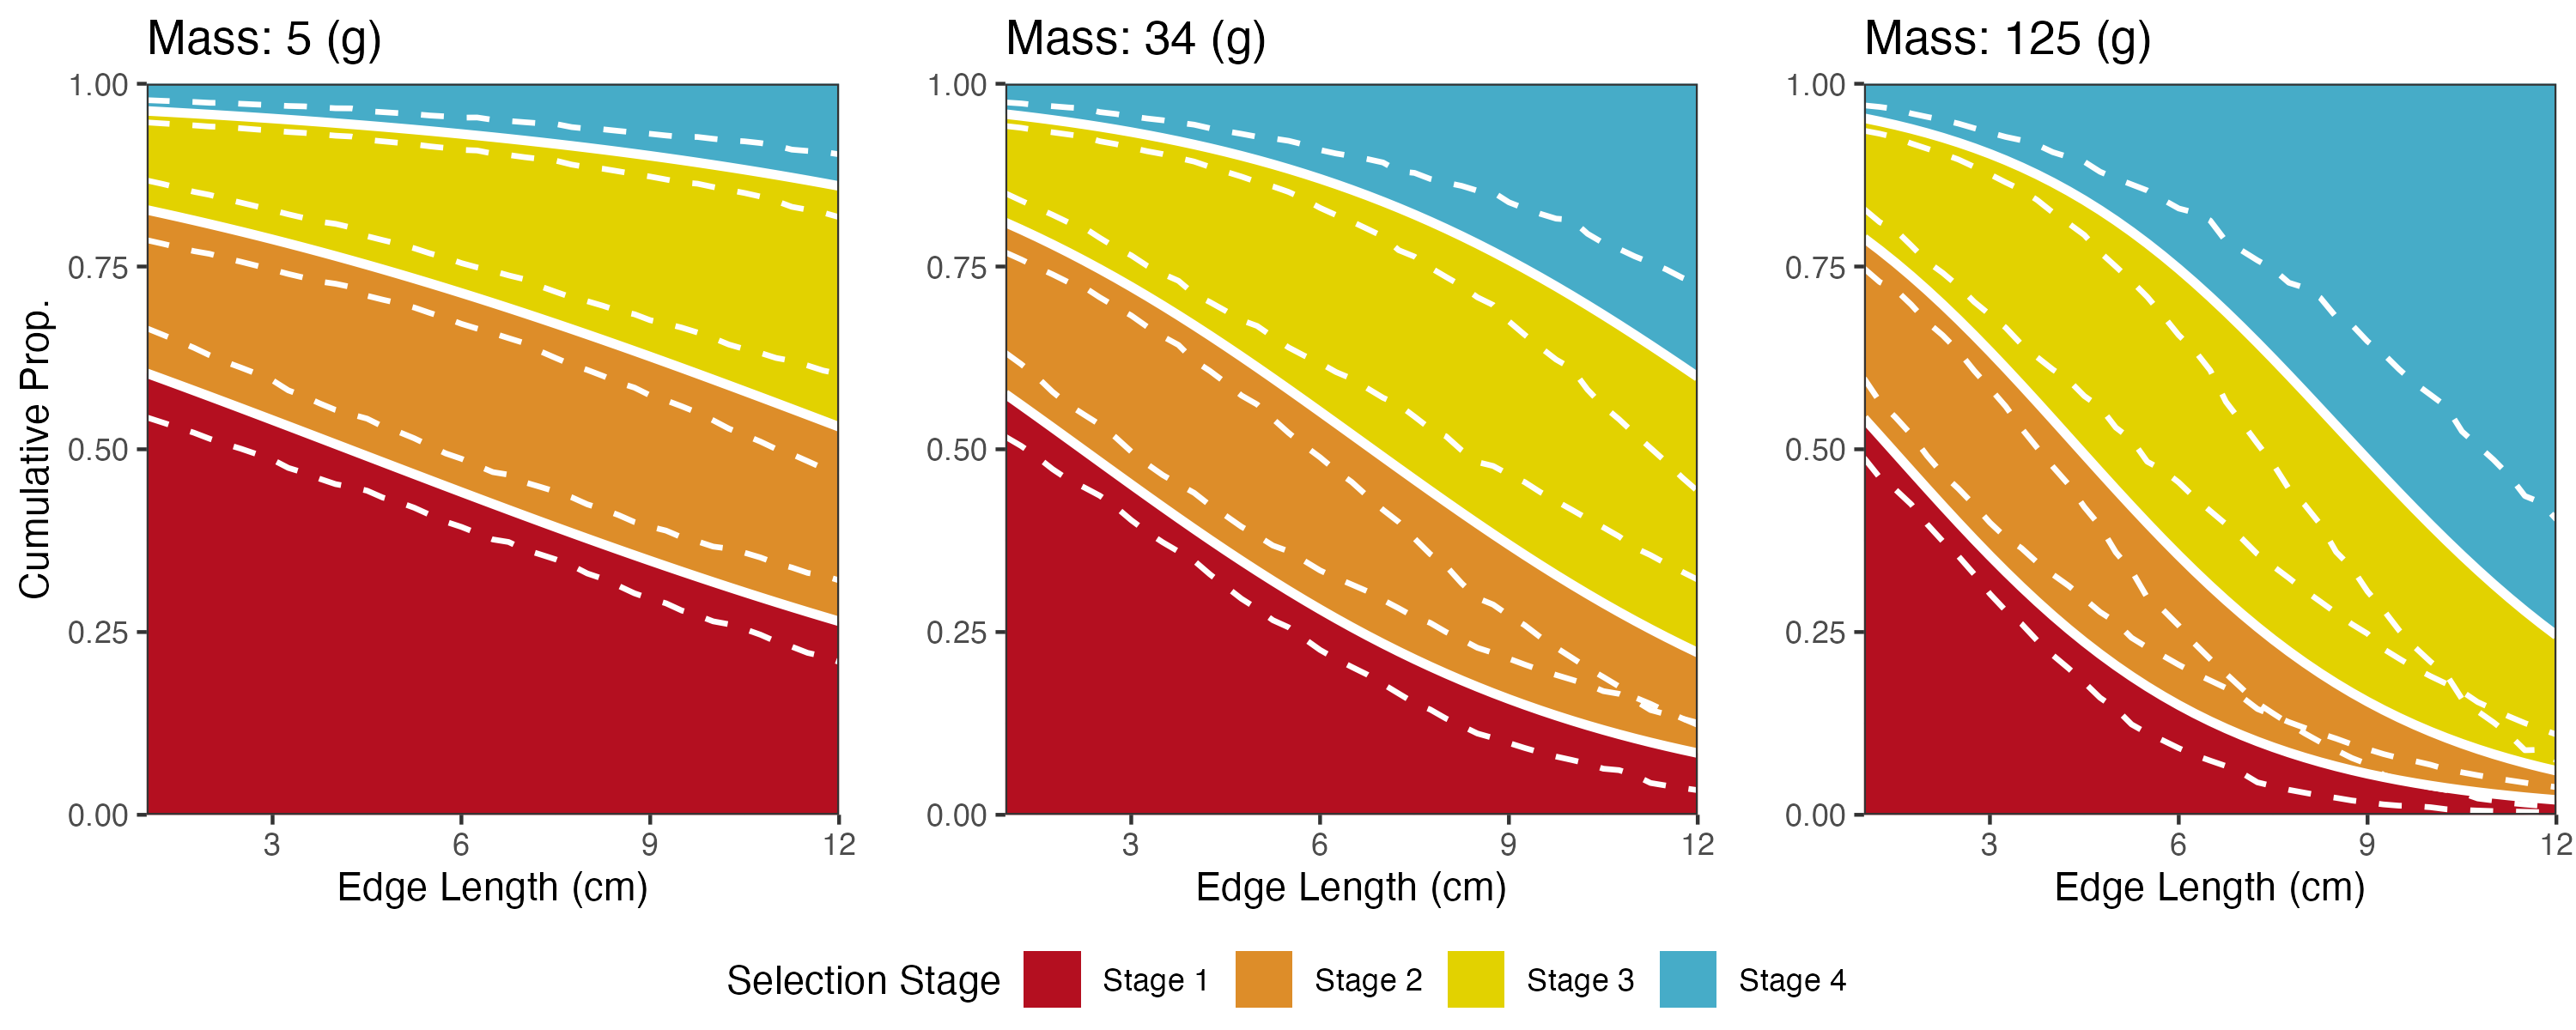 Mass: 5 (g)
Mass: 34 (g)
Mass: 125 (g)
Cumulative Prop.
1.00
0.75
0.50
0.25
0.00
3 6 9 12
Edge Length (cm)
1.00
0.75
0.50
0.25
0.00
3 6 9 12
Edge Length (cm)
1.00
0.75
0.50
0.25
0.00
3 6 9 12
Edge Length (cm)
Selection Stage Stage 1 Stage 2 Stage 3 Stage 4